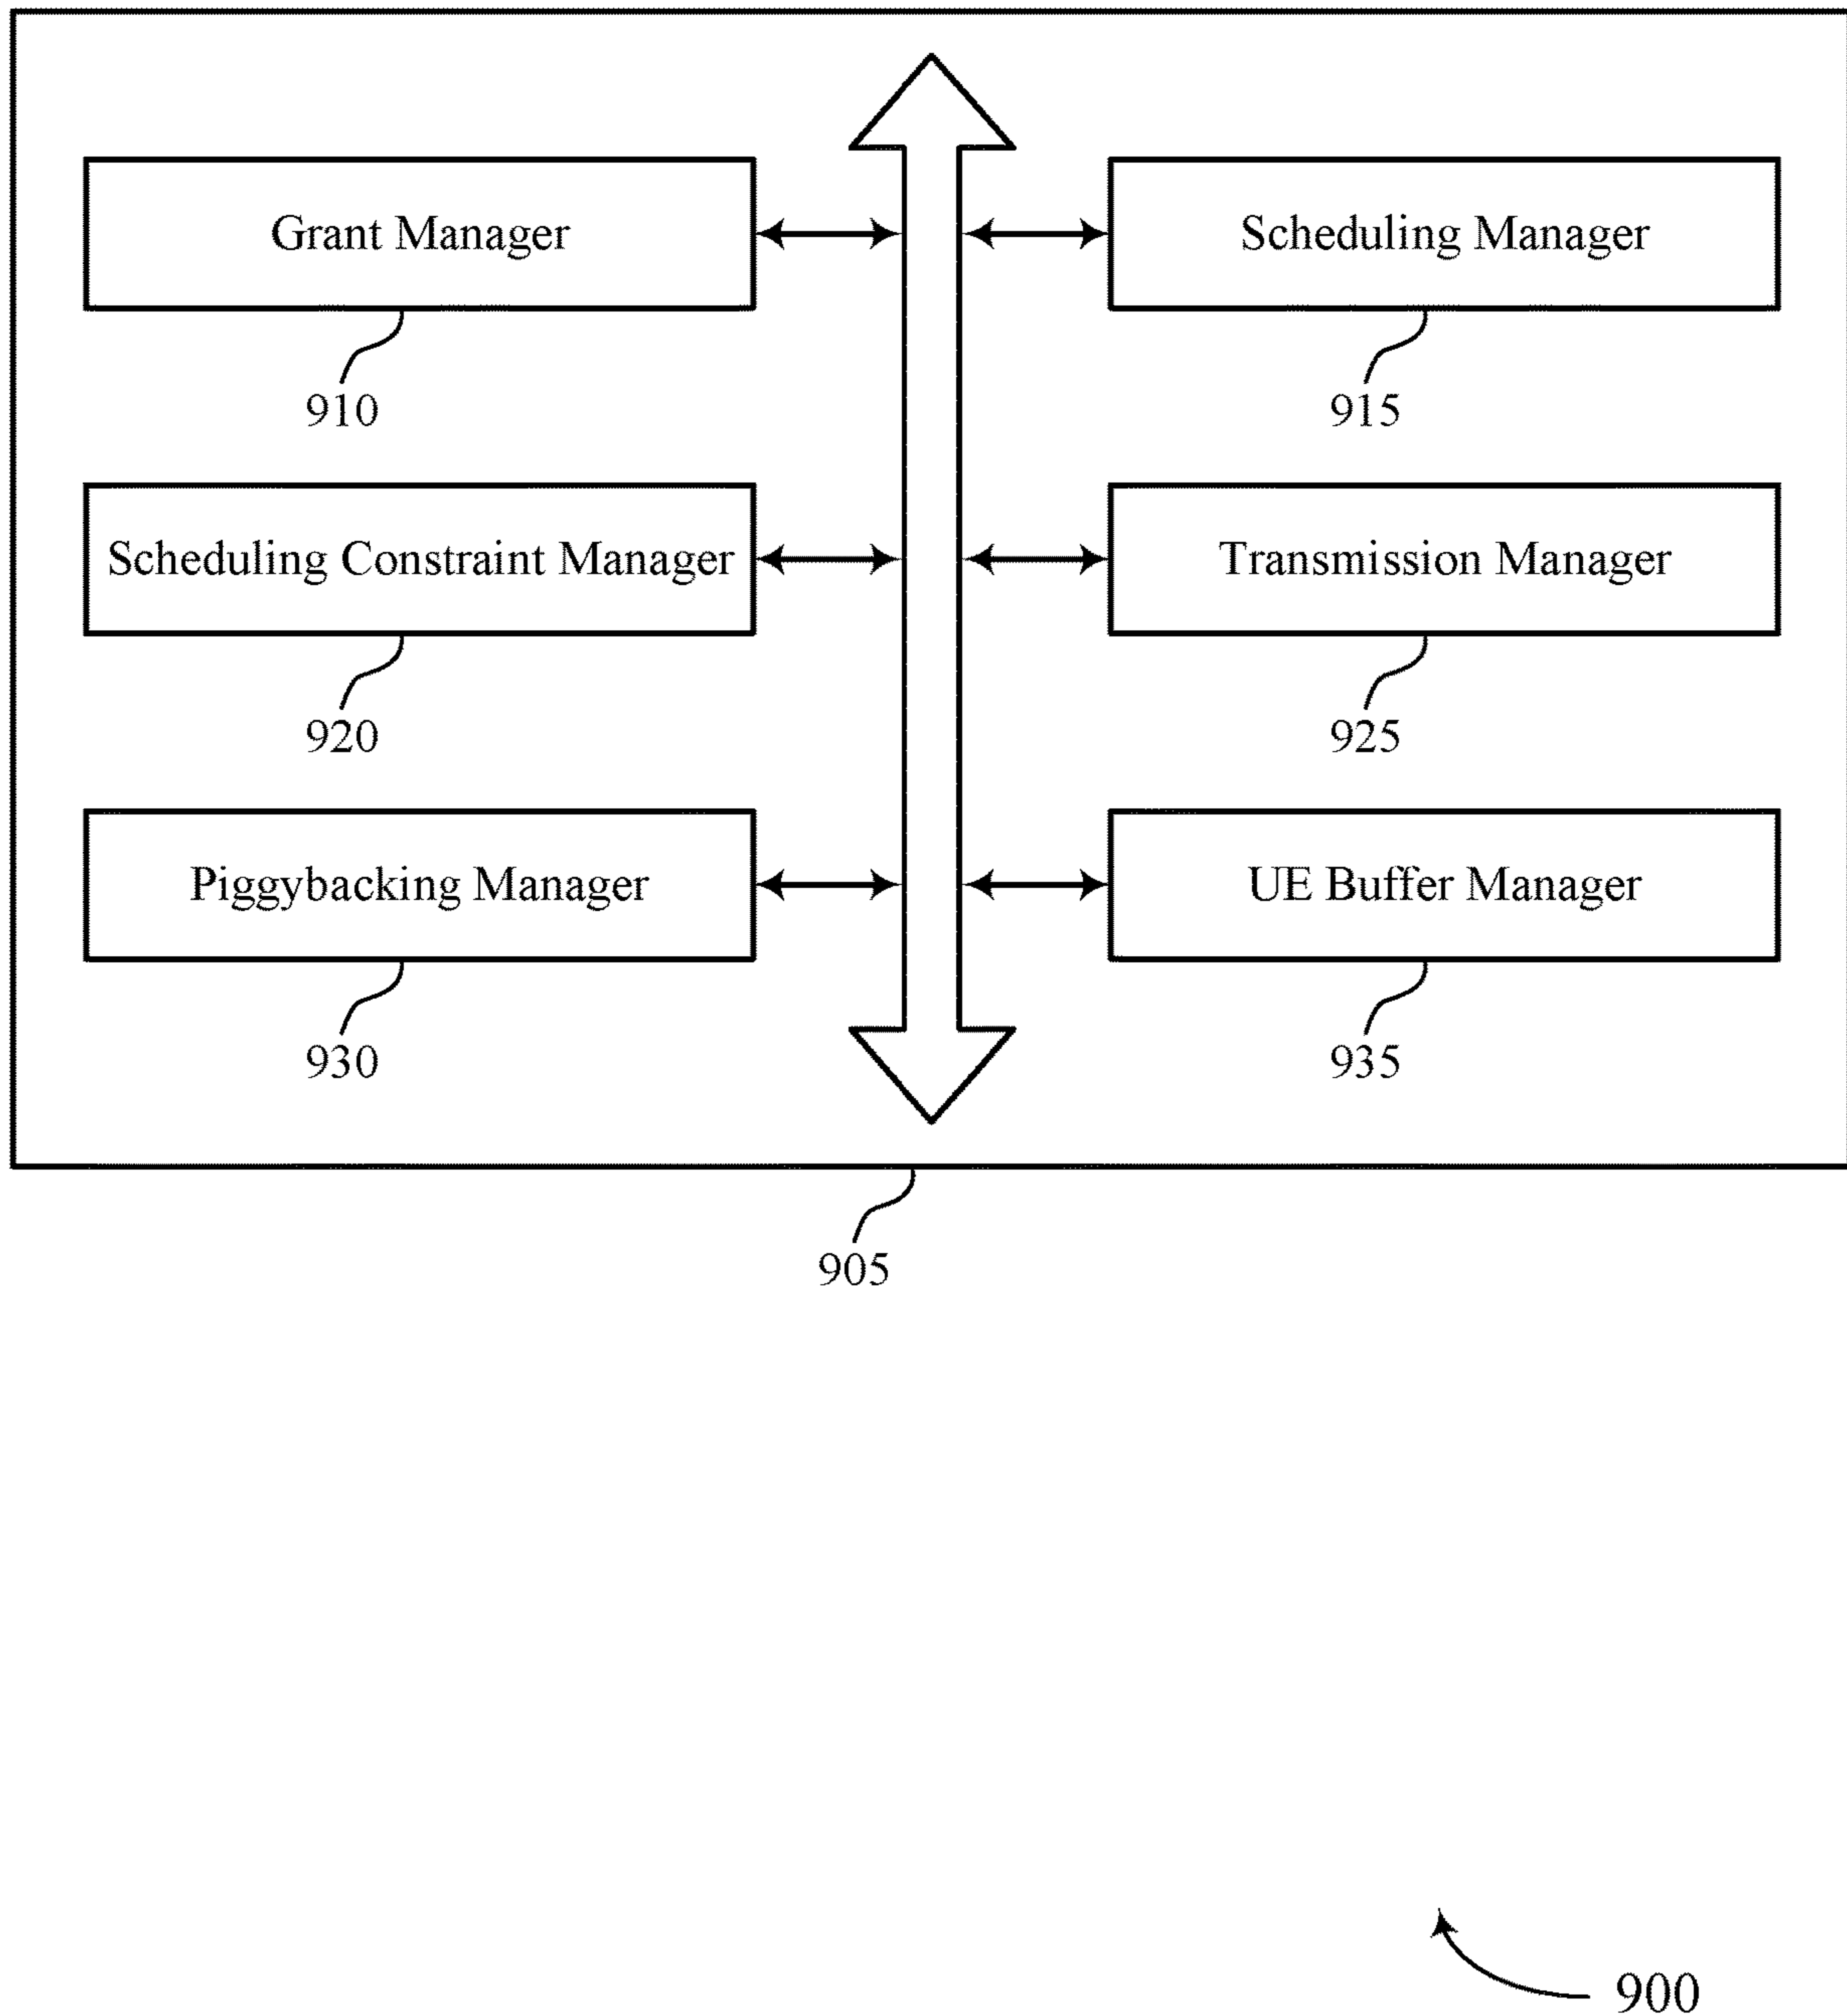 Grant Manager
Scheduling Manager
910
915
Scheduling Constraint Manager
Transmission Manager
920
925
Piggybacking Manager
UE Buffer Manager
930
935
905
900